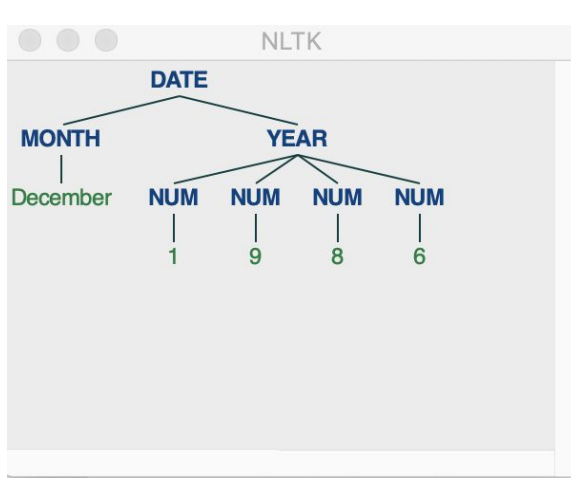 NLTK
DATE
MONTH YEAR
December NUM NUM NUM NUM
1 9 8 6